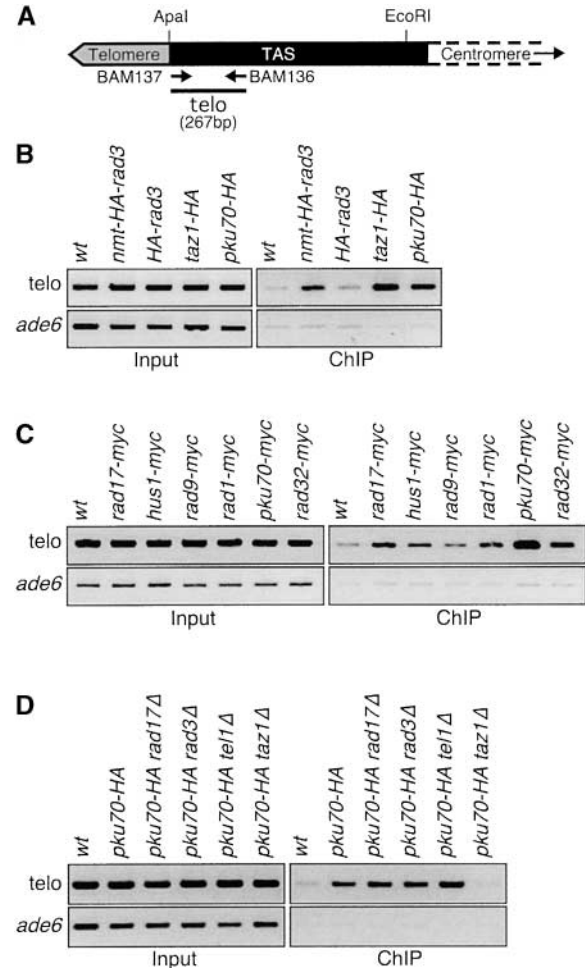 A
ApaI EcoRI
Telomere TAS Centromere
BAM137 BAM136
telo
(267bp)
B
wt nmt-HA-rad3 HA-rad3 taz1-HA pku70-HA wt nmt-HA-rad3 HA-rad3 taz1-HA pku70-HA
telo
ade6
Input ChIP
C
wt rad17-myc hus1-myc rad9-myc rad1-myc pku70-myc rad32-myc wt rad17-myc hus1-myc rad9-myc rad1-myc pku70-myc rad32-myc
telo
ade6
Input ChIP
D
wt pku70-HA pku70-HA rad17Δ pku70-HA rad3Δ pku70-HA tel1Δ pku70-HA taz1Δ wt pku70-HA pku70-HA rad17Δ pku70-HA rad3Δ pku70-HA tel1Δ pku70-HA taz1Δ
telo
ade6
Input ChIP